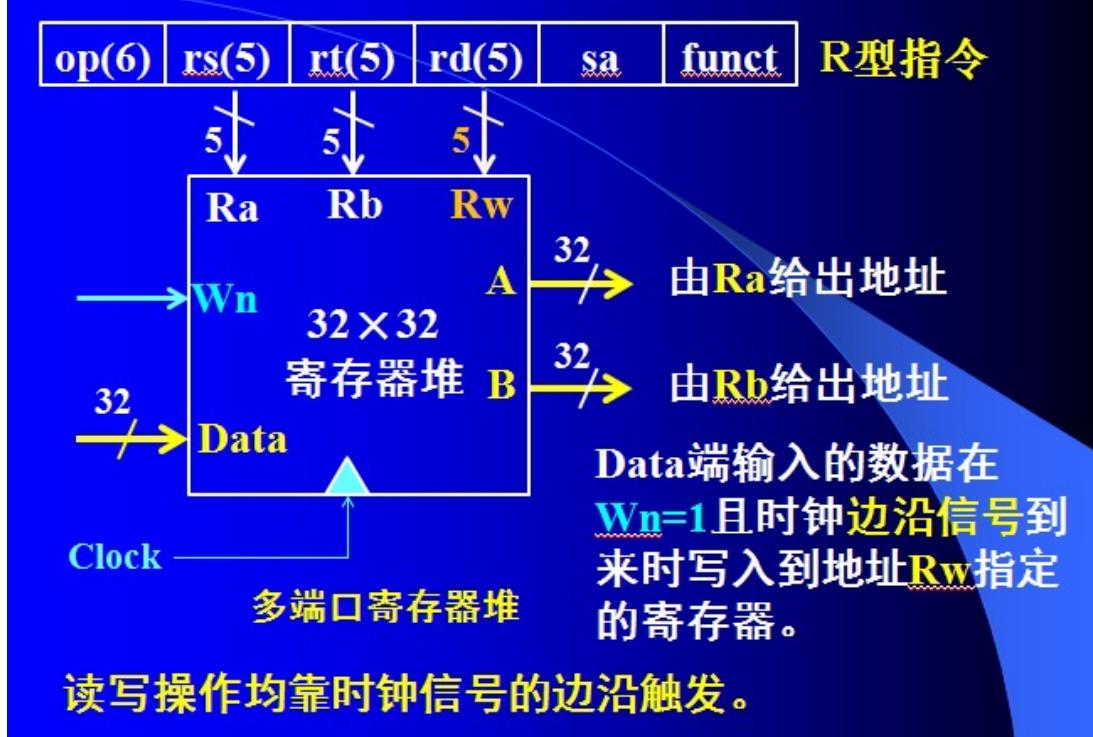 op(6) rs(5) rt(5) rd(5) sa funct R型指令
5 5 5
Ra Rb Rw
32
A 由Ra给出地址
Wn
32×32
寄存器堆
32
B 由Rb给出地址
32
Data
Data端输入的数据在
Wn=1且时钟边沿信号到
来时写入到地址Rw指定
的寄存器。
Clock
多端口寄存器堆
读写操作均靠时钟信号的边沿触发。